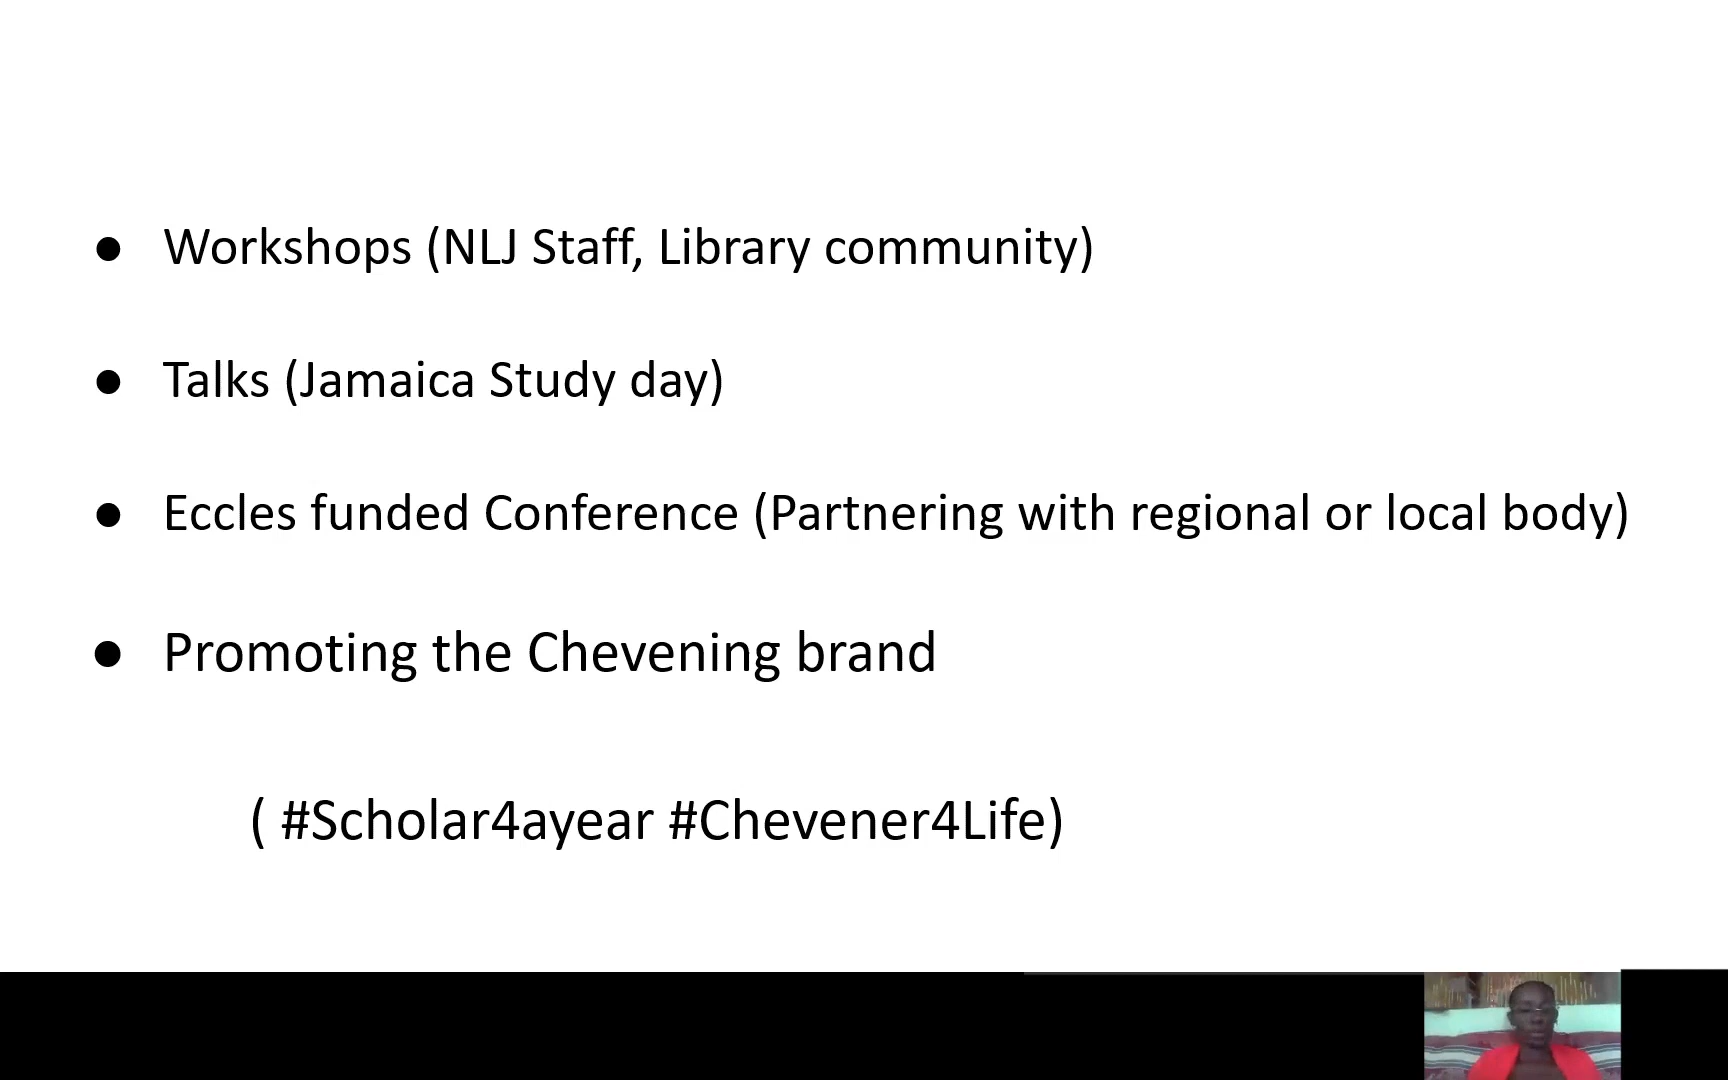 ● Workshops (NLJ Staff, Library community)
● Talks (Jamaica Study day)
● Eccles funded Conference (Partnering with regional or local body)
● Promoting the Chevening brand
( #Scholar4ayear #Chevener4Life)